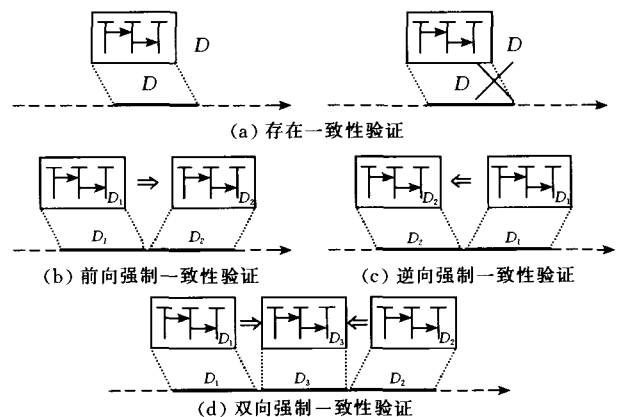 D D
D D
(a) 存在一致性验证
D₁ ⇒ D₂ D₂ ⇐ D₁
D₁ D₂ D₂ D₁
(b) 前向强制一致性验证 (c) 逆向强制一致性验证
D₁ ⇒ D₃ ⇐ D₂
D₁ D₃ D₂
(d) 双向强制一致性验证